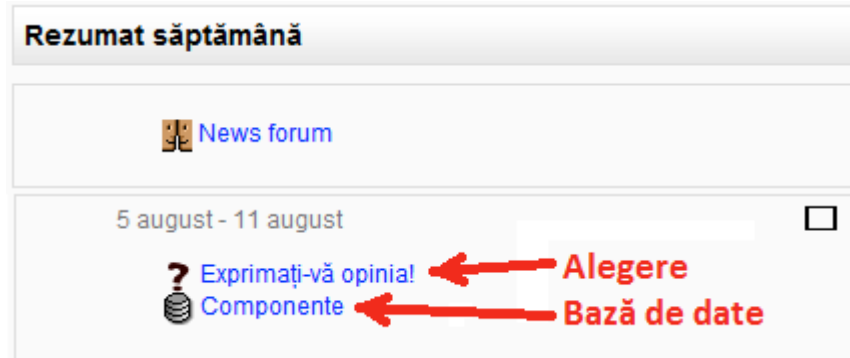 Rezumat săptămână
News forum
5 august - 11 august
Exprimați-vă opinia! Alegere
Componente Bază de date